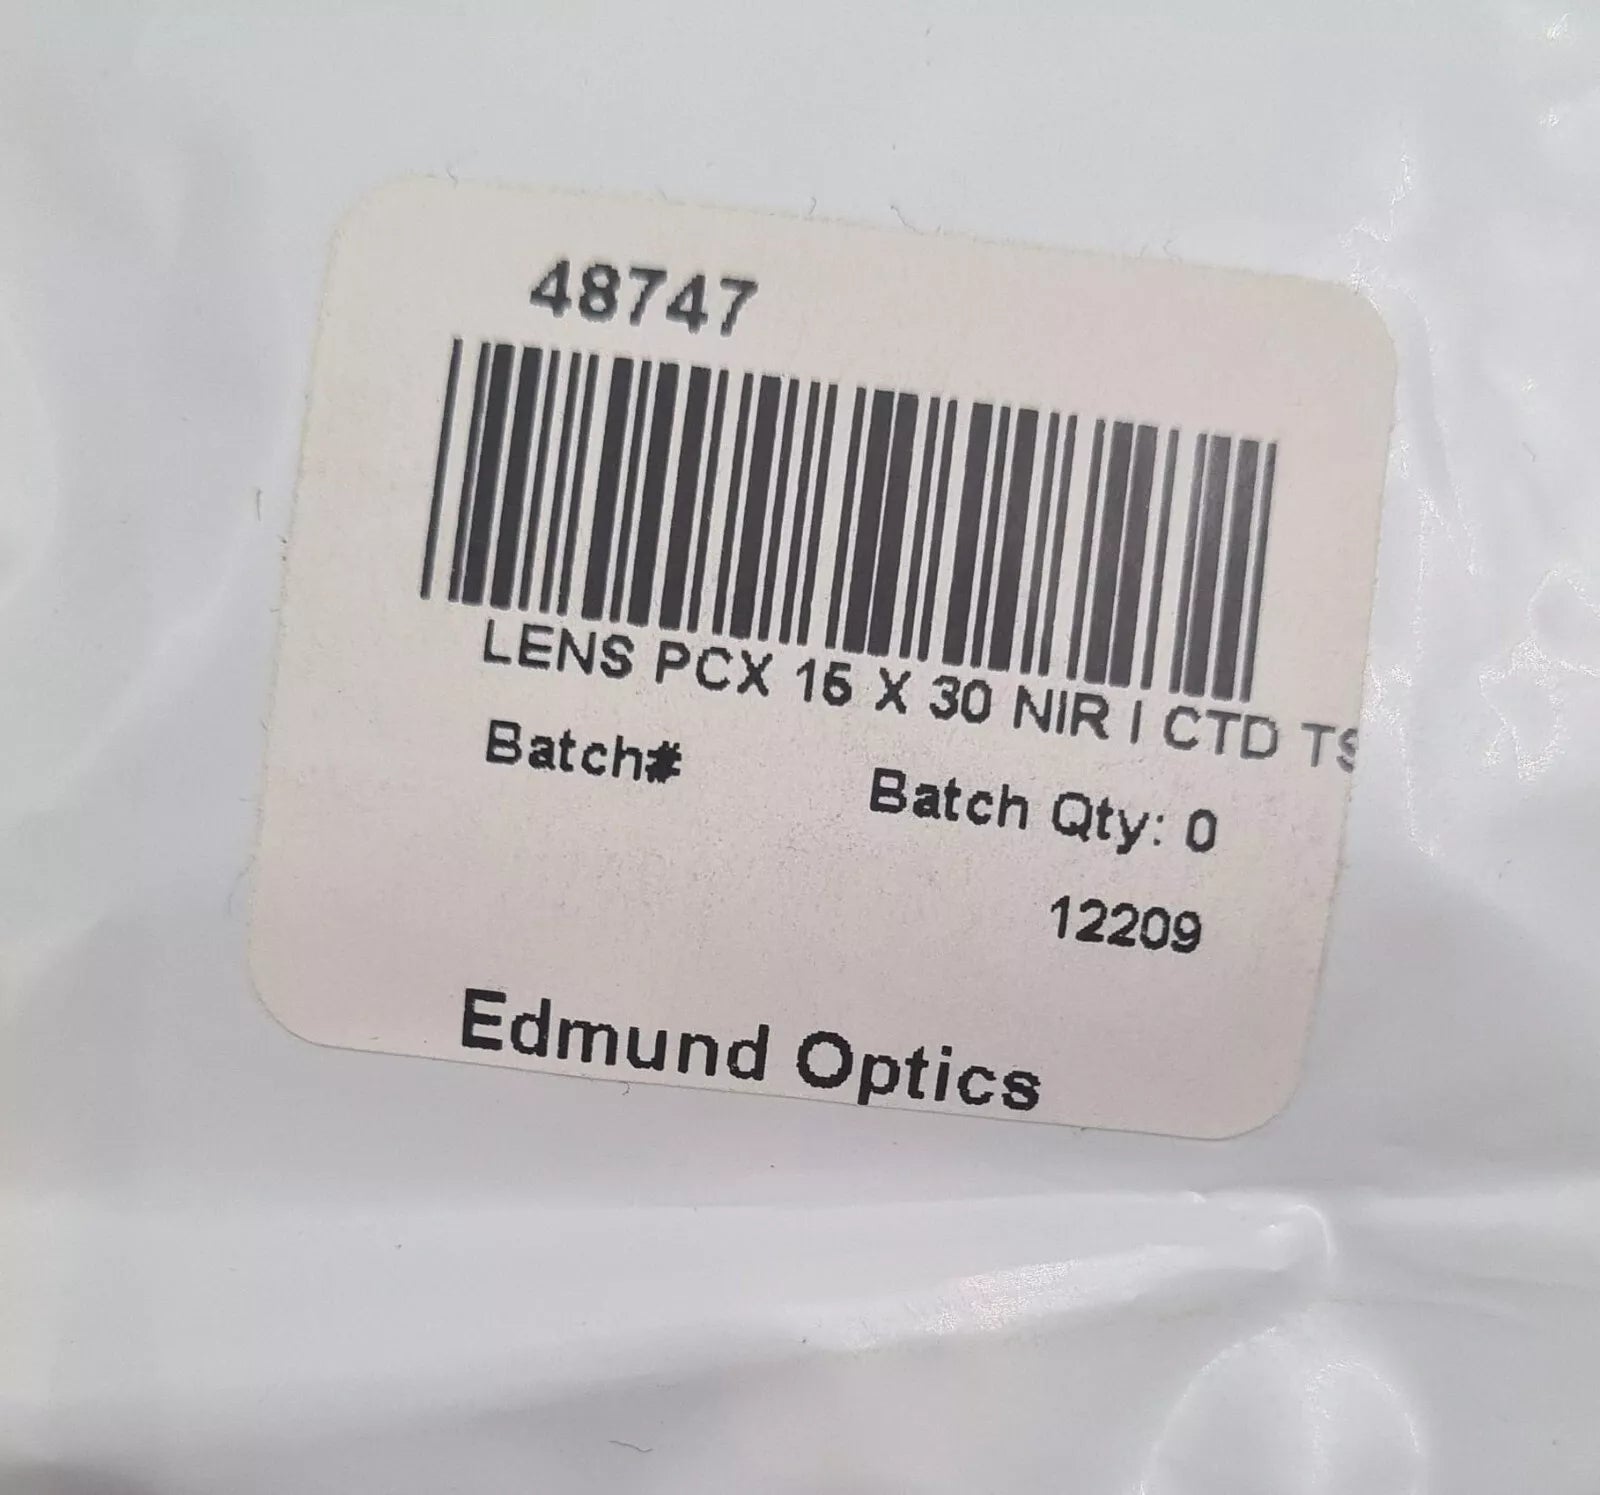 48747
LENS PCX 15 X 30 NIR I CTD TS
Batch# Batch Qty: 0
12209
Edmund Optics